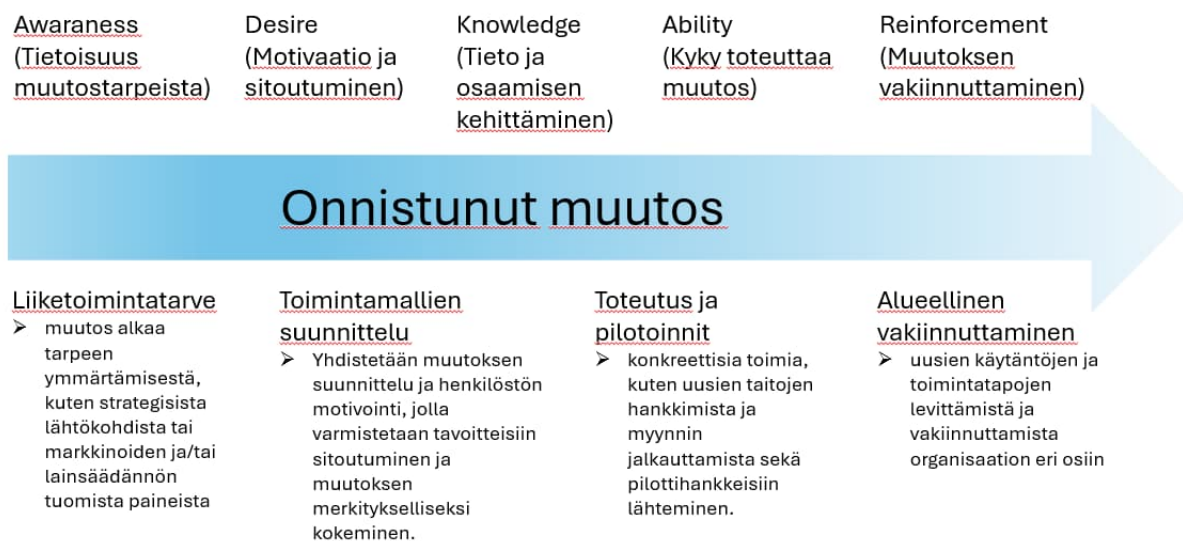 Awaraness
(Tietoisuus
muutostarpeista)
Desire
(Motivaatio ja
sitoutuminen)
Knowledge
(Tieto ja
osaamisen
kehittäminen)
Ability
(Kyky toteuttaa
muutos)
Reinforcement
(Muutoksen
vakiinnuttaminen)
Onnistunut muutos
Liiketoimintatarve
➢ muutos alkaa
tarpeen
ymmärtämisestä,
kuten strategisista
lähtökohdista tai
markkinoiden ja/tai
lainsäädännön
tuomista paineista
Toimintamallien
suunnittelu
➢ Yhdistetään muutoksen
suunnittelu ja henkilöstön
motivointi, jolla
varmistetaan tavoitteisiin
sitoutuminen ja
muutoksen
merkitykselliseksi
kokeminen.
Toteutus ja
pilotoinnit
➢ konkreettisia toimia,
kuten uusien taitojen
hankkimista ja
myynnin
jalkauttamista sekä
pilottihankkeisiin
lähteminen.
Alueellinen
vakiinnuttaminen
➢ uusien käytäntöjen ja
toimintatapojen
levittämistä ja
vakiinnuttamista
organisaation eri osiin